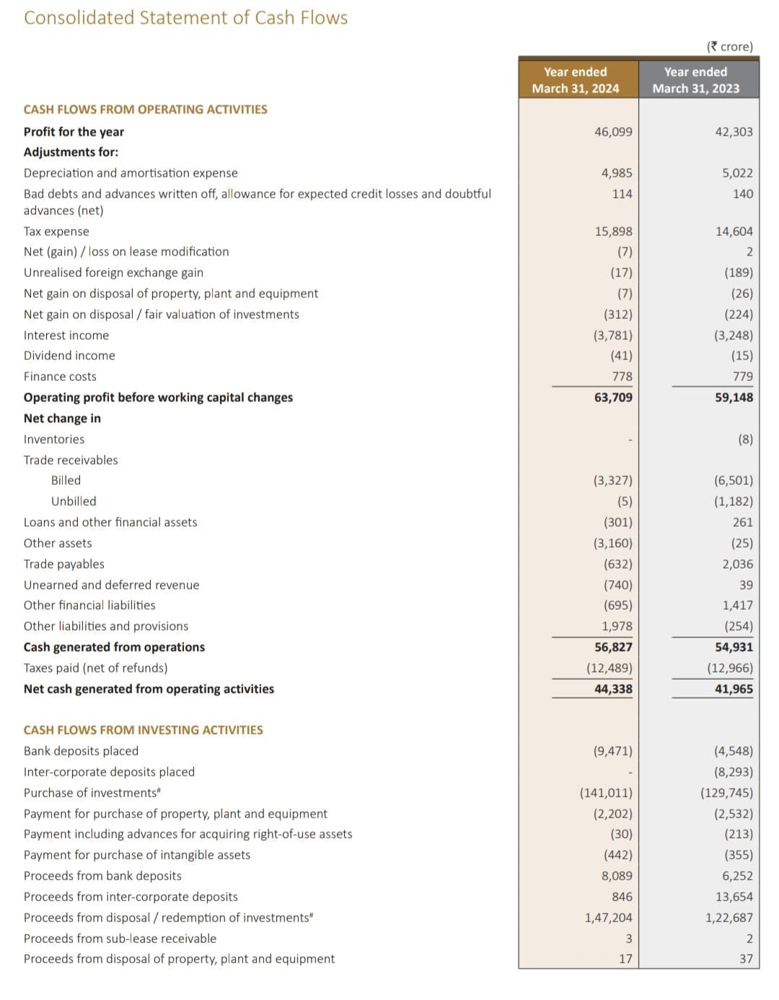 Consolidated Statement of Cash Flows
(₹ crore)
Year ended March 31, 2024 Year ended March 31, 2023
CASH FLOWS FROM OPERATING ACTIVITIES
Profit for the year 46,099 42,303
Adjustments for:
Depreciation and amortisation expense 4,985 5,022
Bad debts and advances written off, allowance for expected credit losses and doubtful 114 140
advances (net)
Tax expense 15,898 14,604
Net (gain) / loss on lease modification (7) 2
Unrealised foreign exchange gain (17) (189)
Net gain on disposal of property, plant and equipment (7) (26)
Net gain on disposal / fair valuation of investments (312) (224)
Interest income (3,781) (3,248)
Dividend income (41) (15)
Finance costs 778 779
Operating profit before working capital changes 63,709 59,148
Net change in
Inventories - (8)
Trade receivables
Billed (3,327) (6,501)
Unbilled (5) (1,182)
Loans and other financial assets (301) 261
Other assets (3,160) (25)
Trade payables (632) 2,036
Unearned and deferred revenue (740) 39
Other financial liabilities (695) 1,417
Other liabilities and provisions 1,978 (254)
Cash generated from operations 56,827 54,931
Taxes paid (net of refunds) (12,489) (12,966)
Net cash generated from operating activities 44,338 41,965
CASH FLOWS FROM INVESTING ACTIVITIES
Bank deposits placed (9,471) (4,548)
Inter-corporate deposits placed - (8,293)
Purchase of investments# (141,011) (129,745)
Payment for purchase of property, plant and equipment (2,202) (2,532)
Payment including advances for acquiring right-of-use assets (30) (213)
Payment for purchase of intangible assets (442) (355)
Proceeds from bank deposits 8,089 6,252
Proceeds from inter-corporate deposits 846 13,654
Proceeds from disposal / redemption of investments# 1,47,204 1,22,687
Proceeds from sub-lease receivable 3 2
Proceeds from disposal of property, plant and equipment 17 37